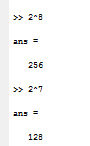 >> 2^8
ans =
256
>> 2^7
ans =
128